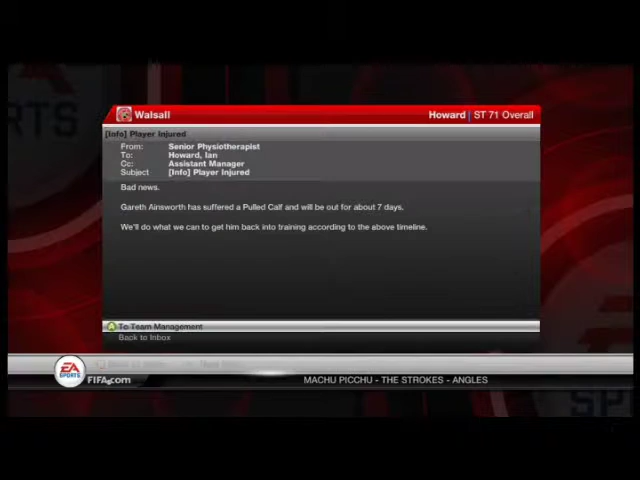 Walsall
Howard | ST 71 Overall
[Info] Player Injured
From: Senior Physiotherapist
To: Howard, Ian
Cc: Assistant Manager
Subject [Info] Player Injured
Bad news.
Gareth Ainsworth has suffered a Pulled Calf and will be out for about 7 days.
We'll do what we can to get him back into training according to the above timeline.
A To Team Management
Back to Inbox
EA SPORTS
FIFA.com
MACHU PICCHU - THE STROKES - ANGLES
ORTS
SP